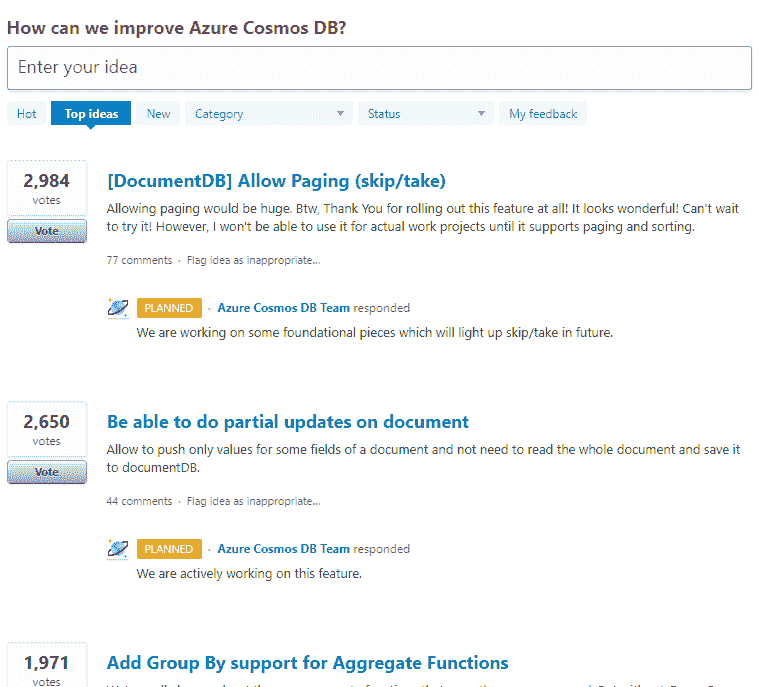 How can we improve Azure Cosmos DB?
Enter your idea
Hot Top ideas New Category Status My feedback
2,984
votes
Vote
[DocumentDB] Allow Paging (skip/take)
Allowing paging would be huge. Btw, Thank You for rolling out this feature at all! It looks wonderful! Can't wait
to try it! However, I won't be able to use it for actual work projects until it supports paging and sorting.
77 comments · Flag idea as inappropriate...
PLANNED · Azure Cosmos DB Team responded
We are working on some foundational pieces which will light up skip/take in future.
2,650
votes
Vote
Be able to do partial updates on document
Allow to push only values for some fields of a document and not need to read the whole document and save it
to documentDB.
44 comments · Flag idea as inappropriate...
PLANNED · Azure Cosmos DB Team responded
We are actively working on this feature.
1,971
votes
Add Group By support for Aggregate Functions